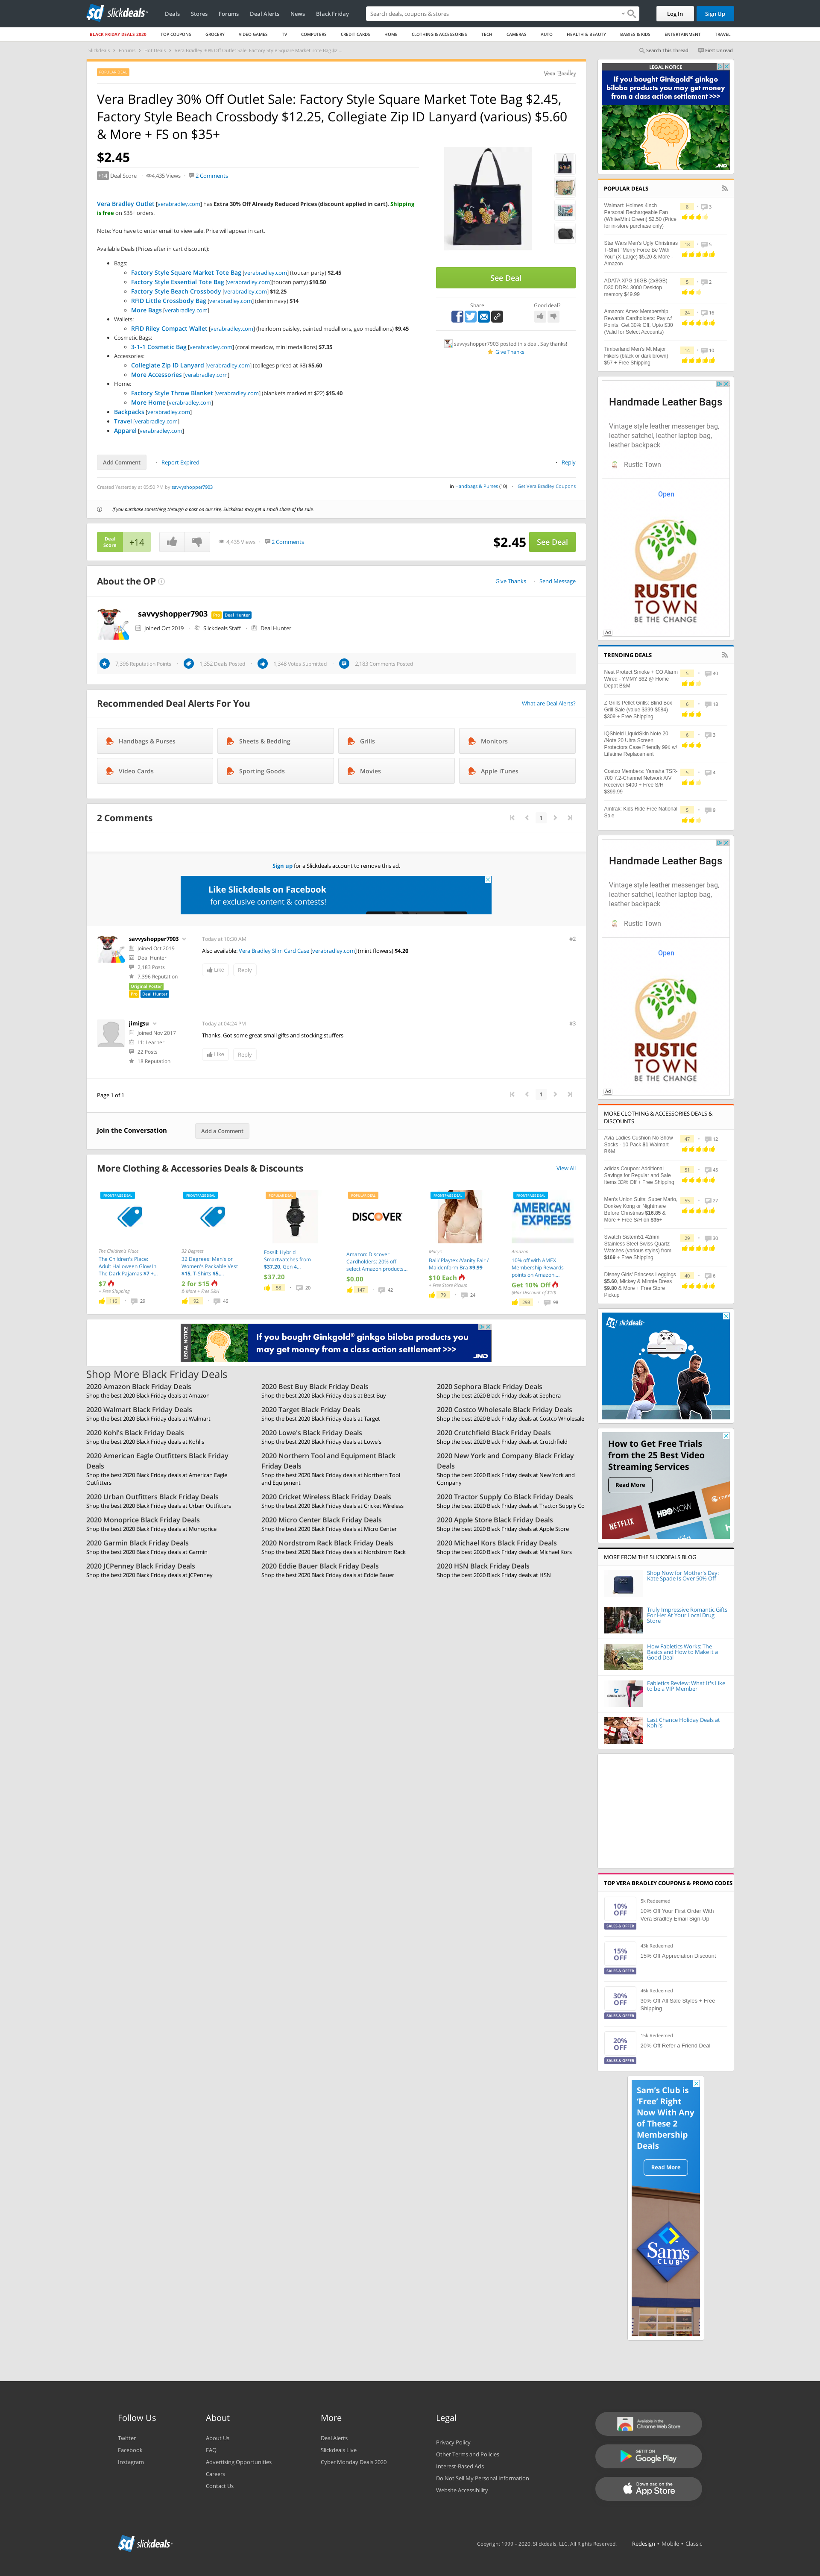 slickdeals
Deals Stores Forums Deal Alerts News Black Friday
Search deals, coupons & stores
Log In Sign Up
BLACK FRIDAY DEALS 2020 TOP COUPONS GROCERY VIDEO GAMES TV COMPUTERS CREDIT CARDS HOME CLOTHING & ACCESSORIES TECH CAMERAS AUTO HEALTH & BEAUTY BABIES & KIDS ENTERTAINMENT TRAVEL
Slickdeals > Forums > Hot Deals > Vera Bradley 30% Off Outlet Sale: Factory Style Square Market Tote Bag $2...
Search This Thread First Unread
POPULAR DEAL
Vera Bradley
Vera Bradley 30% Off Outlet Sale: Factory Style Square Market Tote Bag $2.45,
Factory Style Beach Crossbody $12.25, Collegiate Zip ID Lanyard (various) $5.60
& More + FS on $35+
$2.45
+14 Deal Score 4,435 Views 2 Comments
Vera Bradley Outlet [verabradley.com] has Extra 30% Off Already Reduced Prices (discount applied in cart). Shipping
is free on $35+ orders.
Note: You have to enter email to view sale. Price will appear in cart.
Available Deals (Prices after in cart discount):
Bags:
Factory Style Square Market Tote Bag [verabradley.com] (toucan party) $2.45
Factory Style Essential Tote Bag [verabradley.com](toucan party) $10.50
Factory Style Beach Crossbody [verabradley.com] $12.25
RFID Little Crossbody Bag [verabradley.com] (denim navy) $14
More Bags [verabradley.com]
Wallets:
RFID Riley Compact Wallet [verabradley.com] (heirloom paisley, painted medallions, geo medallions) $9.45
Cosmetic Bags:
3-1-1 Cosmetic Bag [verabradley.com] (coral meadow, mini medallions) $7.35
Accessories:
Collegiate Zip ID Lanyard [verabradley.com] (colleges priced at $8) $5.60
More Accessories [verabradley.com]
Home:
Factory Style Throw Blanket [verabradley.com] (blankets marked at $22) $15.40
More Home [verabradley.com]
Backpacks [verabradley.com]
Travel [verabradley.com]
Apparel [verabradley.com]
See Deal
Share Good deal?
savvyshopper7903 posted this deal. Say thanks!
Give Thanks
Add Comment Report Expired Reply
Created Yesterday at 05:50 PM by savvyshopper7903 in Handbags & Purses (10) Get Vera Bradley Coupons
If you purchase something through a post on our site, Slickdeals may get a small share of the sale.
Deal
Score +14 4,435 Views 2 Comments $2.45 See Deal
About the OP Give Thanks Send Message
savvyshopper7903 Pro Deal Hunter
Joined Oct 2019 Slickdeals Staff Deal Hunter
7,396 Reputation Points 1,352 Deals Posted 1,348 Votes Submitted 2,183 Comments Posted
Recommended Deal Alerts For You What are Deal Alerts?
Handbags & Purses Sheets & Bedding Grills Monitors
Video Cards Sporting Goods Movies Apple iTunes
2 Comments 1
Sign up for a Slickdeals account to remove this ad.
Like Slickdeals on Facebook
for exclusive content & contests!
savvyshopper7903 Today at 10:30 AM #2
Joined Oct 2019
Deal Hunter
2,183 Posts
7,396 Reputation
Original Poster
Pro Deal Hunter
Also available: Vera Bradley Slim Card Case [verabradley.com] (mint flowers) $4.20
Like Reply
jimigsu Today at 04:24 PM #3
Joined Nov 2017
L1: Learner
22 Posts
18 Reputation
Thanks. Got some great small gifts and stocking stuffers
Like Reply
Page 1 of 1 1
Join the Conversation Add a Comment
More Clothing & Accessories Deals & Discounts View All
FRONTPAGE DEAL
The Children's Place
The Children's Place:
Adult Halloween Glow In
The Dark Pajamas $7 +...
$7
+ Free Shipping
116 29
FRONTPAGE DEAL
32 Degrees
32 Degrees: Men's or
Women's Packable Vest
$15, T-Shirts $5...
2 for $15
& More + Free S&H
92 46
POPULAR DEAL
Fossil: Hybrid
Smartwatches from
$37.20, Gen 4...
$37.20
58 20
POPULAR DEAL
DISCOVER
Amazon: Discover
Cardholders: 20% off
select Amazon products...
$0.00
147 42
FRONTPAGE DEAL
Macy's
Bali/ Playtex /Vanity Fair /
Maidenform Bra $9.99
$10 Each
+ Free Store Pickup
79 24
FRONTPAGE DEAL
AMERICAN
EXPRESS
Amazon
10% off with AMEX
Membership Rewards
points on Amazon...
Get 10% Off
(Max Discount of $10)
298 98
LEGAL NOTICE
If you bought Ginkgold® ginkgo biloba products you
may get money from a class action settlement >>>
JND
Shop More Black Friday Deals
2020 Amazon Black Friday Deals
Shop the best 2020 Black Friday deals at Amazon
2020 Best Buy Black Friday Deals
Shop the best 2020 Black Friday deals at Best Buy
2020 Sephora Black Friday Deals
Shop the best 2020 Black Friday deals at Sephora
2020 Walmart Black Friday Deals
Shop the best 2020 Black Friday deals at Walmart
2020 Target Black Friday Deals
Shop the best 2020 Black Friday deals at Target
2020 Costco Wholesale Black Friday Deals
Shop the best 2020 Black Friday deals at Costco Wholesale
2020 Kohl's Black Friday Deals
Shop the best 2020 Black Friday deals at Kohl's
2020 Lowe's Black Friday Deals
Shop the best 2020 Black Friday deals at Lowe's
2020 Crutchfield Black Friday Deals
Shop the best 2020 Black Friday deals at Crutchfield
2020 American Eagle Outfitters Black Friday
Deals
Shop the best 2020 Black Friday deals at American Eagle
Outfitters
2020 Northern Tool and Equipment Black
Friday Deals
Shop the best 2020 Black Friday deals at Northern Tool
and Equipment
2020 New York and Company Black Friday
Deals
Shop the best 2020 Black Friday deals at New York and
Company
2020 Urban Outfitters Black Friday Deals
Shop the best 2020 Black Friday deals at Urban Outfitters
2020 Cricket Wireless Black Friday Deals
Shop the best 2020 Black Friday deals at Cricket Wireless
2020 Tractor Supply Co Black Friday Deals
Shop the best 2020 Black Friday deals at Tractor Supply Co
2020 Monoprice Black Friday Deals
Shop the best 2020 Black Friday deals at Monoprice
2020 Micro Center Black Friday Deals
Shop the best 2020 Black Friday deals at Micro Center
2020 Apple Store Black Friday Deals
Shop the best 2020 Black Friday deals at Apple Store
2020 Garmin Black Friday Deals
Shop the best 2020 Black Friday deals at Garmin
2020 Nordstrom Rack Black Friday Deals
Shop the best 2020 Black Friday deals at Nordstrom Rack
2020 Michael Kors Black Friday Deals
Shop the best 2020 Black Friday deals at Michael Kors
2020 JCPenney Black Friday Deals
Shop the best 2020 Black Friday deals at JCPenney
2020 Eddie Bauer Black Friday Deals
Shop the best 2020 Black Friday deals at Eddie Bauer
2020 HSN Black Friday Deals
Shop the best 2020 Black Friday deals at HSN
LEGAL NOTICE
If you bought Ginkgold® ginkgo
biloba products you may get money
from a class action settlement >>>
JND
POPULAR DEALS
Walmart: Holmes 4inch
Personal Rechargeable Fan
(White/Mint Green) $2.50 (Price
for in-store purchase only)
8 3
Star Wars Men's Ugly Christmas
T-Shirt "Merry Force Be With
You" (X-Large) $5.20 & More -
Amazon
18 5
ADATA XPG 16GB (2x8GB)
D30 DDR4 3000 Desktop
memory $49.99
5 2
Amazon: Amex Membership
Rewards Cardholders: Pay w/
Points, Get 30% Off, Upto $30
(Valid for Select Accounts)
24 16
Timberland Men's Mt Major
Hikers (black or dark brown)
$57 + Free Shipping
14 10
Handmade Leather Bags
Vintage style leather messenger bag,
leather satchel, leather laptop bag,
leather backpack
Rustic Town
Open
RUSTIC
TOWN
BE THE CHANGE
Ad
TRENDING DEALS
Nest Protect Smoke + CO Alarm
Wired - YMMY $62 @ Home
Depot B&M
5 40
Z Grills Pellet Grills: Blind Box
Grill Sale (value $399-$584)
$309 + Free Shipping
6 18
IQShield LiquidSkin Note 20
/Note 20 Ultra Screen
Protectors Case Friendly 99¢ w/
Lifetime Replacement
6 3
Costco Members: Yamaha TSR-
700 7.2-Channel Network A/V
Receiver $400 + Free S/H
$399.99
5 4
Amtrak: Kids Ride Free National
Sale
5 9
Handmade Leather Bags
Vintage style leather messenger bag,
leather satchel, leather laptop bag,
leather backpack
Rustic Town
Open
RUSTIC
TOWN
BE THE CHANGE
Ad
MORE CLOTHING & ACCESSORIES DEALS &
DISCOUNTS
Avia Ladies Cushion No Show
Socks - 10 Pack $1 Walmart
B&M
47 12
adidas Coupon: Additional
Savings for Regular and Sale
Items 33% Off + Free Shipping
51 45
Men's Union Suits: Super Mario,
Donkey Kong or Nightmare
Before Christmas $16.85 &
More + Free S/H on $35+
55 27
Swatch Sistem51 42mm
Stainless Steel Swiss Quartz
Watches (various styles) from
$169 + Free Shipping
29 30
Disney Girls' Princess Leggings
$5.60, Mickey & Minnie Dress
$9.80 & More + Free Store
Pickup
40 6
slickdeals
How to Get Free Trials
from the 25 Best Video
Streaming Services
Read More
NETFLIX HBO NOW
MORE FROM THE SLICKDEALS BLOG
Shop Now for Mother's Day:
Kate Spade Is Over 50% Off
Truly Impressive Romantic Gifts
For Her At Your Local Drug
Store
How Fabletics Works: The
Basics and How to Make it a
Good Deal
Fabletics Review: What It's Like
to be a VIP Member
Last Chance Holiday Deals at
Kohl's
TOP VERA BRADLEY COUPONS & PROMO CODES
10%
OFF
SALES & OFFER
5k Redeemed
10% Off Your First Order With
Vera Bradley Email Sign-Up
15%
OFF
SALES & OFFER
43k Redeemed
15% Off Appreciation Discount
30%
OFF
SALES & OFFER
46k Redeemed
30% Off All Sale Styles + Free
Shipping
20%
OFF
SALES & OFFER
15k Redeemed
20% Off Refer a Friend Deal
Sam's Club is
'Free' Right
Now With Any
of These 2
Membership
Deals
Read More
Sam's
CLUB
Follow Us
Twitter
Facebook
Instagram
About
About Us
FAQ
Advertising Opportunities
Careers
Contact Us
More
Deal Alerts
Slickdeals Live
Cyber Monday Deals 2020
Legal
Privacy Policy
Other Terms and Policies
Interest-Based Ads
Do Not Sell My Personal Information
Website Accessibility
Available in the
Chrome Web Store
GET IT ON
Google Play
Download on the
App Store
slickdeals
Copyright 1999 – 2020. Slickdeals, LLC. All Rights Reserved. Redesign • Mobile • Classic